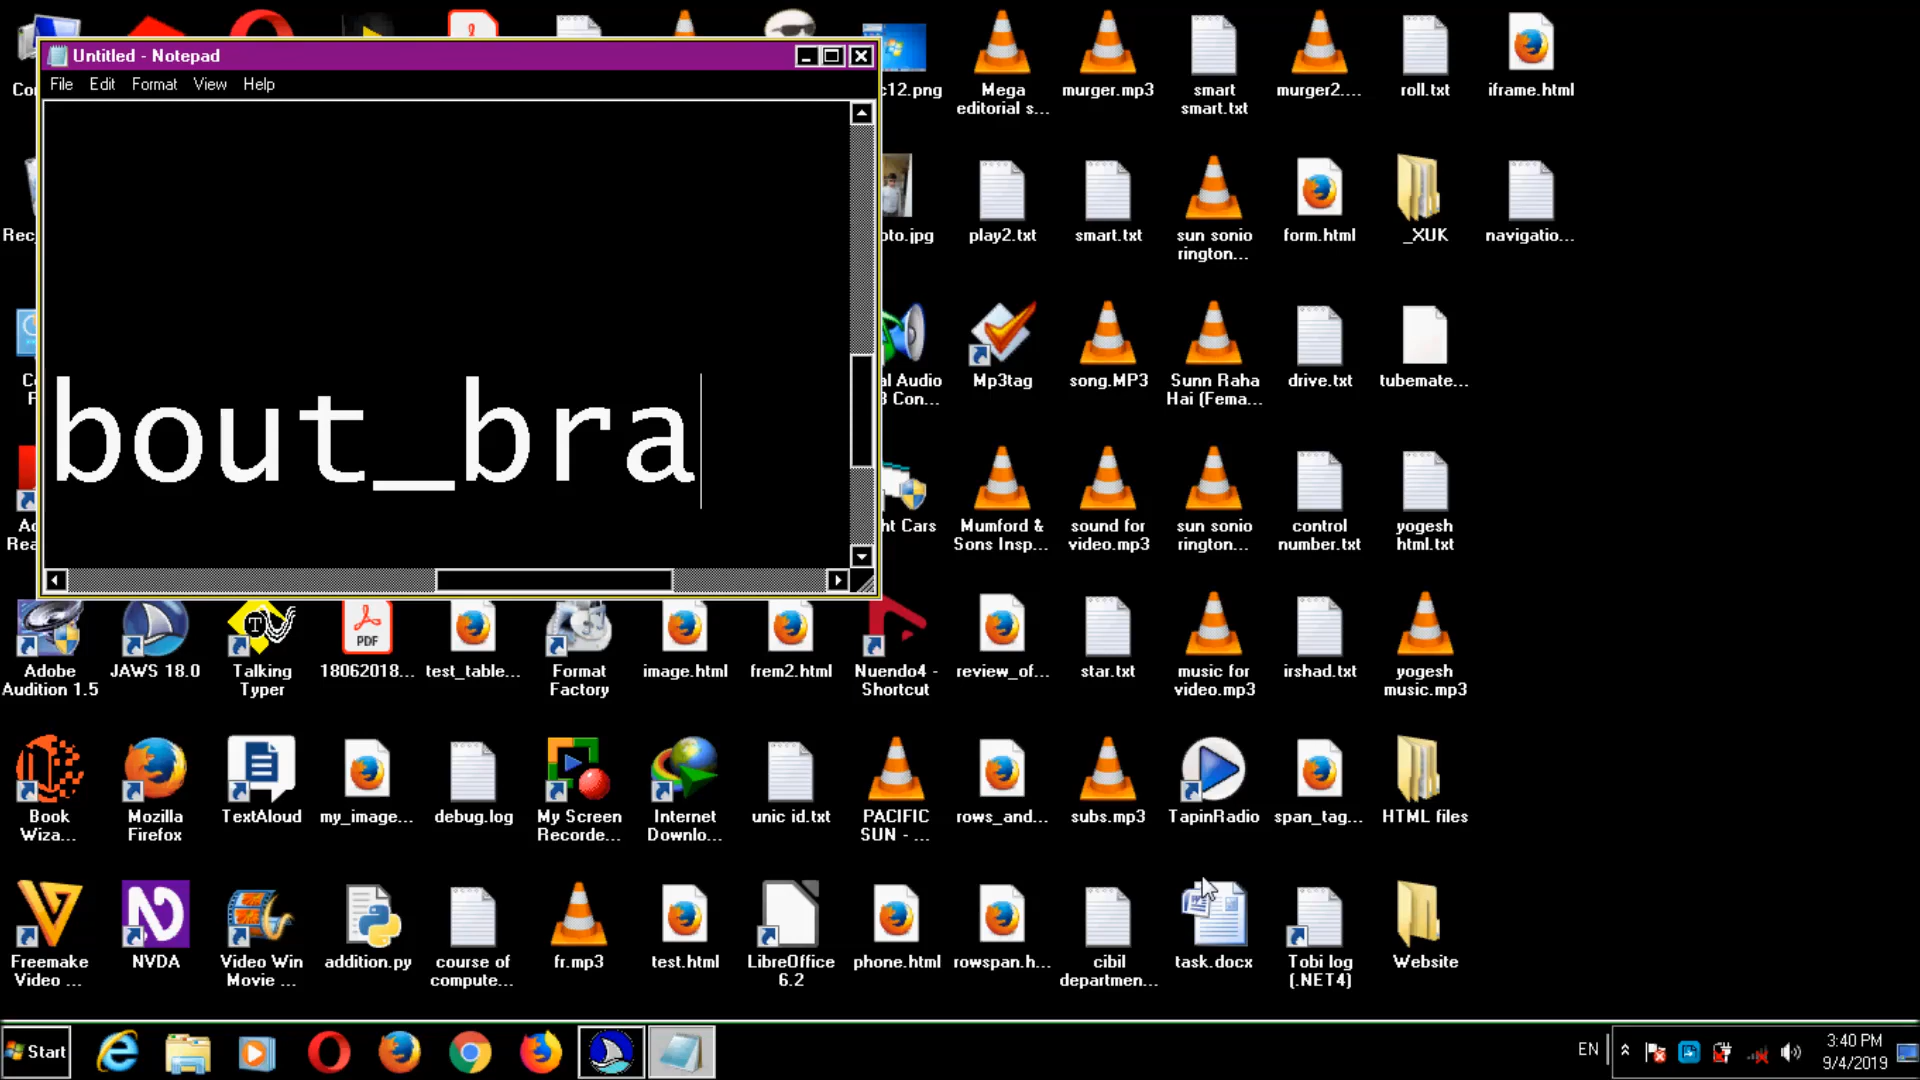 Untitled - Notepad
File Edit Format View Help
bout_bra
c12.png
Mega
editorial s...
murger.mp3
smart
smart.txt
murger2....
roll.txt
iframe.html
oto.jpg
play2.txt
smart.txt
sun sonio
rington...
form.html
_XUK
navigatio...
al Audio
Con...
Mp3tag
song.MP3
Sunn Raha
Hai (Fema...
drive.txt
tubemate...
ht Cars
Mumford &
Sons Insp...
sound for
video.mp3
sun sonio
rington...
control
number.txt
yogesh
html.txt
Adobe
Audition 1.5
JAWS 18.0
Talking
Typer
PDF
18062018...
test_table...
Format
Factory
image.html
frem2.html
Nuendo4 -
Shortcut
review_of...
star.txt
music for
video.mp3
irshad.txt
yogesh
music.mp3
Book
Wiza...
Mozilla
Firefox
TextAloud
my_image...
debug.log
My Screen
Recorde...
Internet
Downlo...
unic id.txt
PACIFIC
SUN - ...
rows_and...
subs.mp3
TapinRadio
span_tag...
HTML files
Freemake
Video ...
NVDA
Video Win
Movie ...
addition.py
course of
compute...
fr.mp3
test.html
LibreOffice
6.2
phone.html
rowspan.h...
cibil
departmen...
task.docx
Tobi log
(.NET4)
Website
Start
EN
3:40 PM
9/4/2019